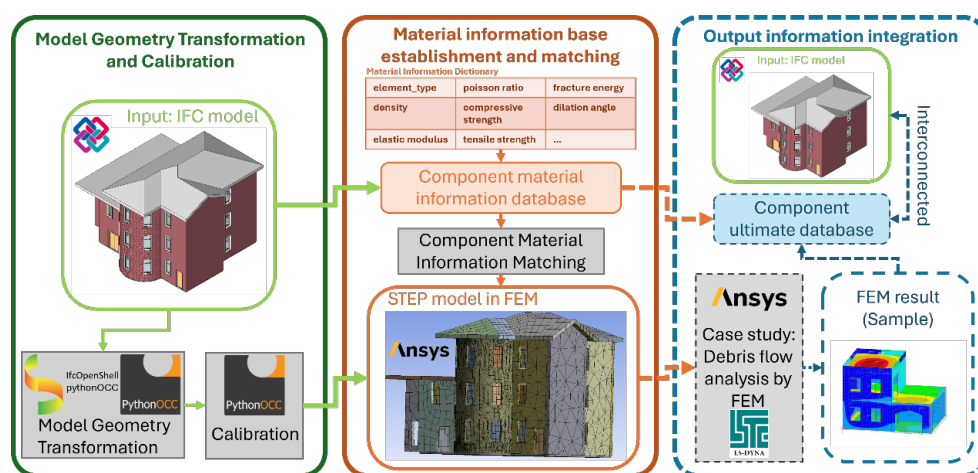 Model Geometry Transformation
and Calibration
Input: IFC model
IfcOpenShell
pythonOCC
PythonOCC
Model Geometry
Transformation
PythonOCC
Calibration
Material information base
establishment and matching
Material Information Dictionary
element_type
poisson ratio
fracture energy
density
compressive
strength
dilation angle
elastic modulus
tensile strength
...
Component material
information database
Component Material
Information Matching
STEP model in FEM
Ansys
Output information integration
Input: IFC model
Interconnected
Component
ultimate database
Ansys
Case study:
Debris flow
analysis by
FEM
LS-DYNA
FEM result
(Sample)